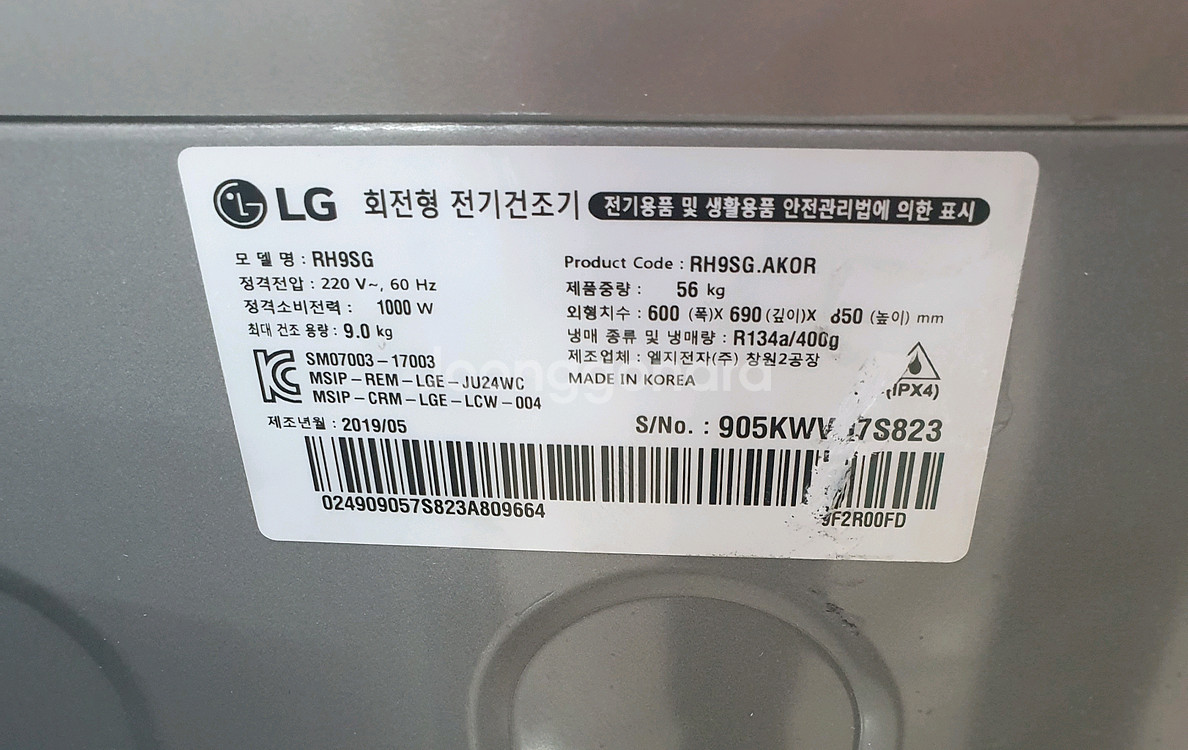 LG 회전형 전기건조기 전기용품 및 생활용품 안전관리법에 의한 표시
모 델 명 : RH9SG
정격전압 : 220 V~, 60 Hz
정격소비전력 : 1000 W
최대 건조 용량 : 9.0 kg
SM07003-17003
MSIP-REM-LGE-JU24WC
MSIP-CRM-LGE-LCW-004
제조년월 : 2019/05
Product Code : RH9SG.AKOR
제품중량 : 56 kg
외형치수 : 600 (폭)X 690 (깊이)X 850 (높이) mm
냉매 종류 및 냉매량 : R134a/400g
제조업체 : 엘지전자(주) 창원2공장
MADE IN KOREA
(IPX4)
S/No. :
024909057S823A809664
joonggonara